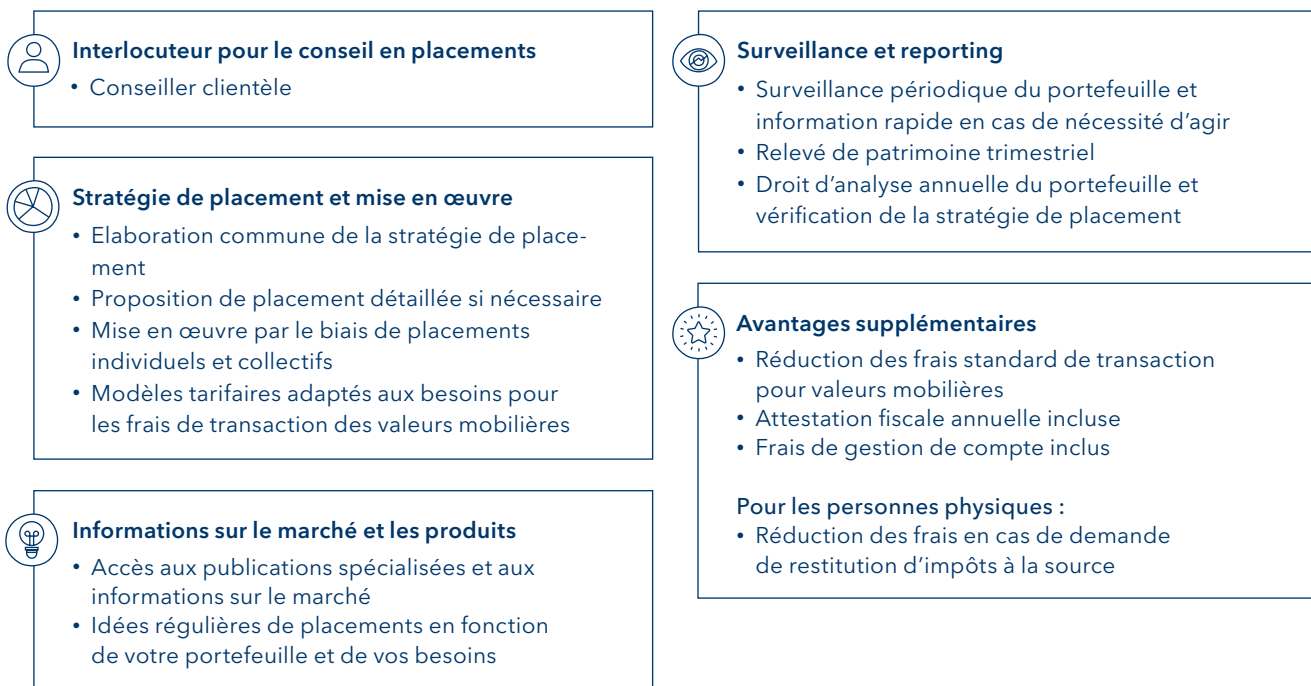 Interlocuteur pour le conseil en placements
• Conseiller clientèle
Stratégie de placement et mise en œuvre
• Elaboration commune de la stratégie de place-
ment
• Proposition de placement détaillée si nécessaire
• Mise en œuvre par le biais de placements
individuels et collectifs
• Modèles tarifaires adaptés aux besoins pour
les frais de transaction des valeurs mobilières
Informations sur le marché et les produits
• Accès aux publications spécialisées et aux
informations sur le marché
• Idées régulières de placements en fonction
de votre portefeuille et de vos besoins
Surveillance et reporting
• Surveillance périodique du portefeuille et
information rapide en cas de nécessité d’agir
• Relevé de patrimoine trimestriel
• Droit d’analyse annuelle du portefeuille et
vérification de la stratégie de placement
Avantages supplémentaires
• Réduction des frais standard de transaction
pour valeurs mobilières
• Attestation fiscale annuelle incluse
• Frais de gestion de compte inclus
Pour les personnes physiques :
• Réduction des frais en cas de demande
de restitution d’impôts à la source